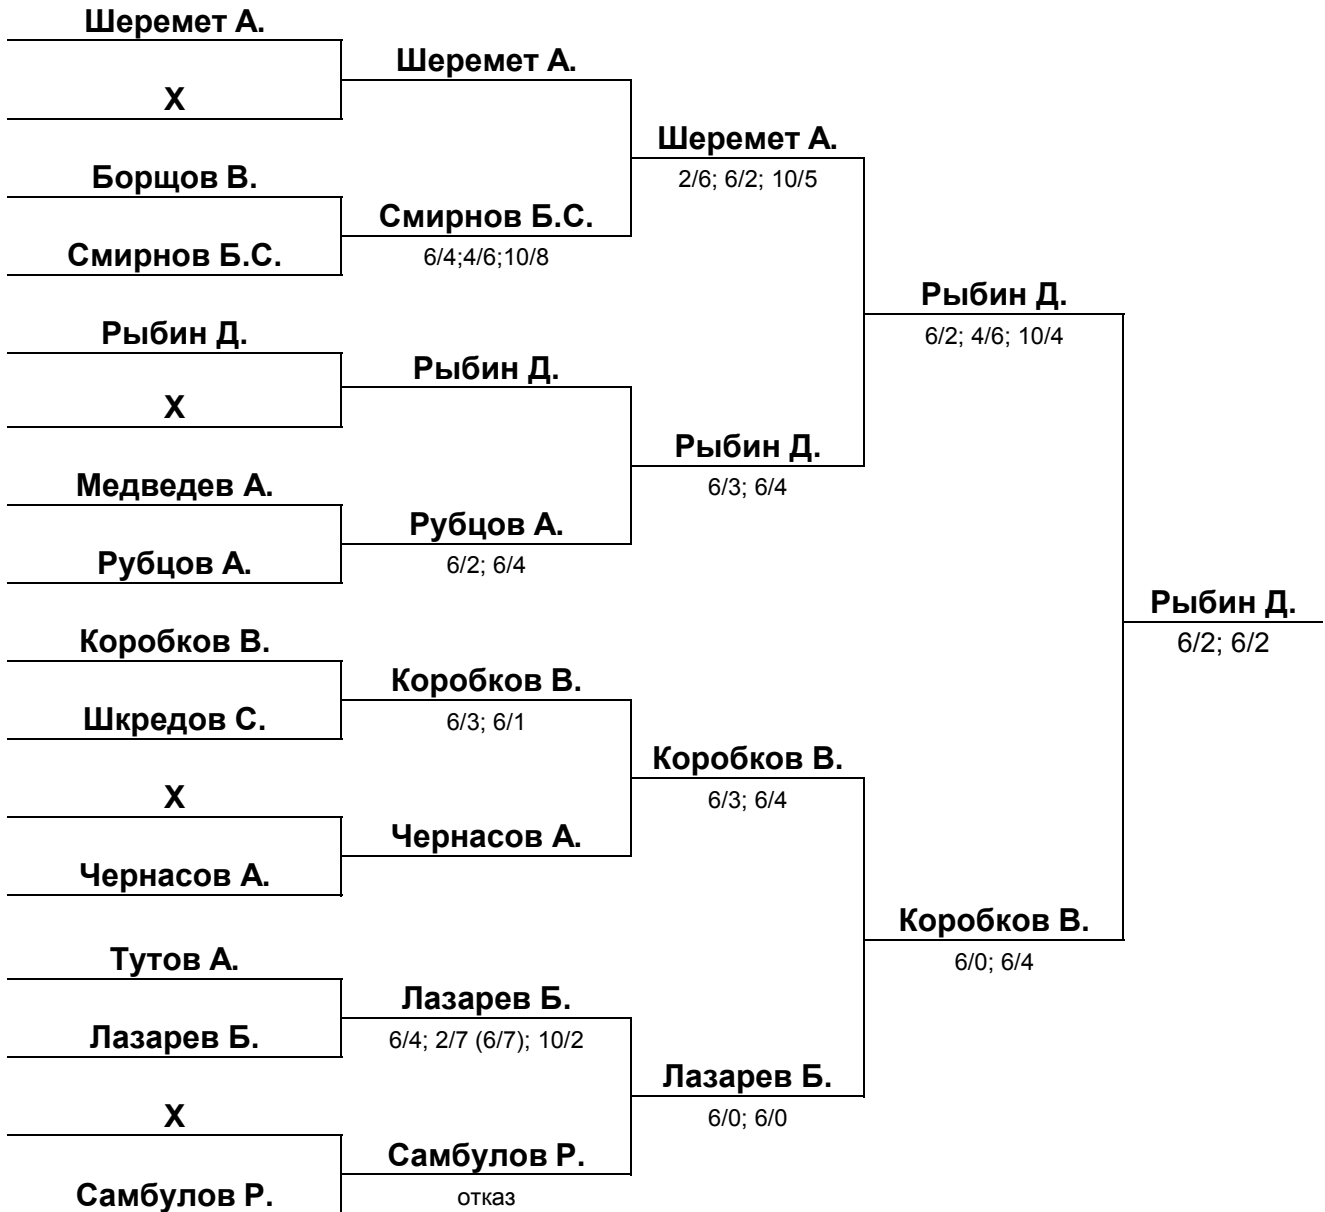 Шеремет А.
Шеремет А.
X
Шеремет А.
2/6; 6/2; 10/5
Борщов В.
Смирнов Б.С.
6/4;4/6;10/8
Смирнов Б.С.
Рыбин Д.
6/2; 4/6; 10/4
Рыбин Д.
Рыбин Д.
X
Рыбин Д.
6/3; 6/4
Медведев А.
Рубцов А.
6/2; 6/4
Рубцов А.
Рыбин Д.
6/2; 6/2
Коробков В.
Коробков В.
6/3; 6/1
Шкредов С.
Коробков В.
6/3; 6/4
X
Чернасов А.
Чернасов А.
Коробков В.
6/0; 6/4
Тутов А.
Лазарев Б.
6/4; 2/7 (6/7); 10/2
Лазарев Б.
Лазарев Б.
6/0; 6/0
X
Самбулов Р.
отказ
Самбулов Р.